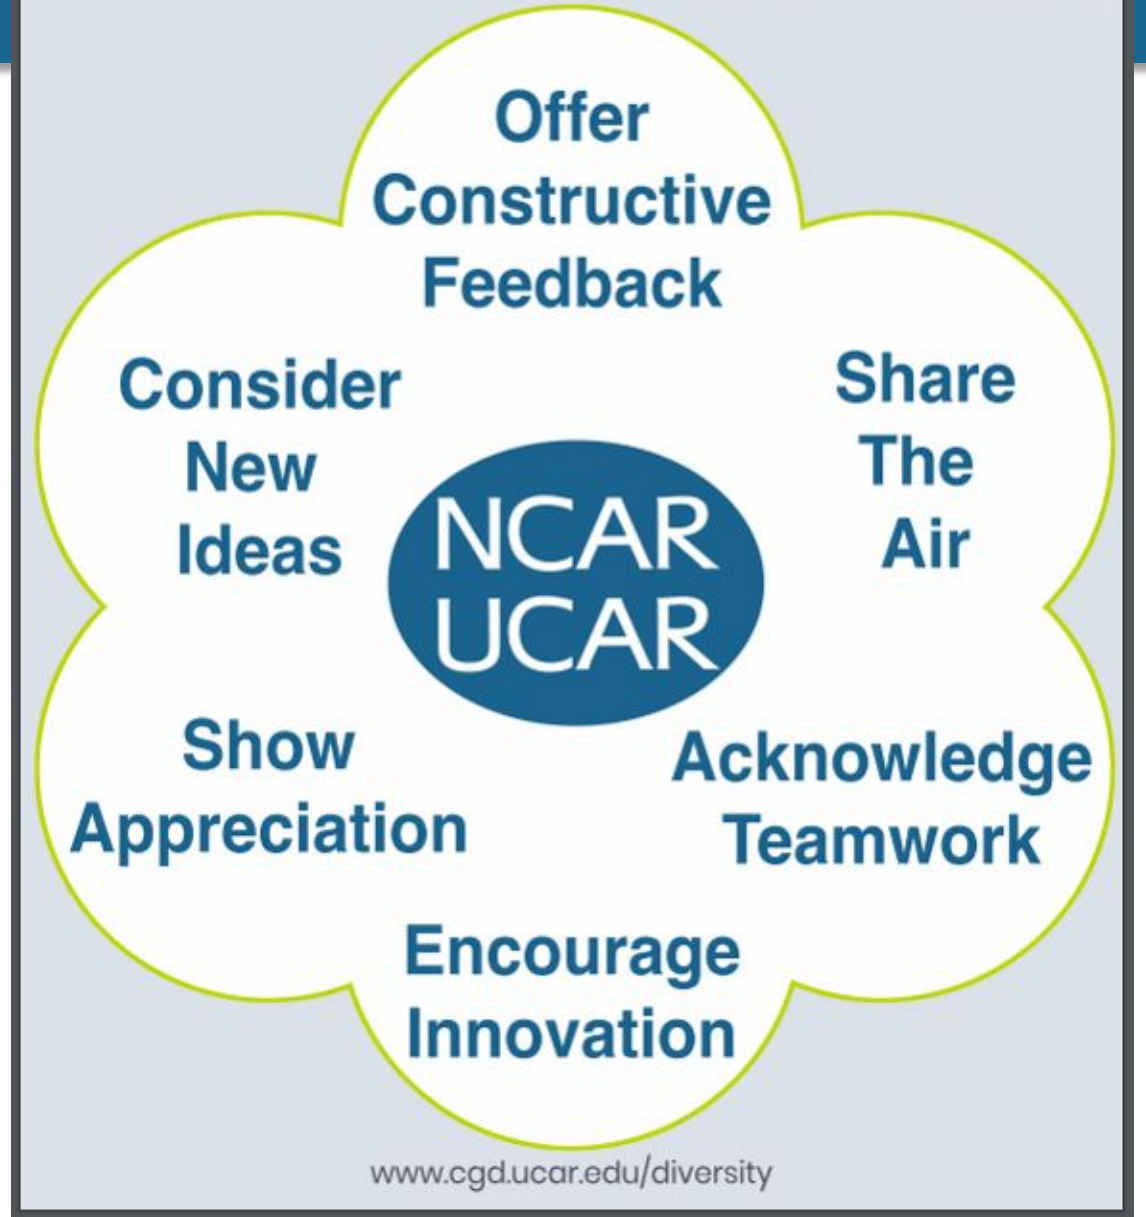 Offer
Constructive
Feedback
Share
The
Air
Acknowledge
Teamwork
Encourage
Innovation
Show
Appreciation
Consider
New
Ideas
NCAR
UCAR
www.cgd.ucar.edu/diversity